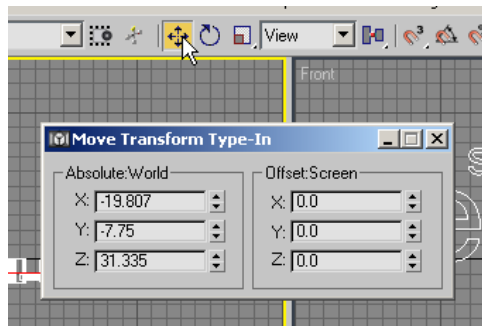 View
Front
Move Transform Type-In
Absolute:World
X: -19.807
Y: -7.75
Z: 31.335
Offset:Screen
X: 0.0
Y: 0.0
Z: 0.0